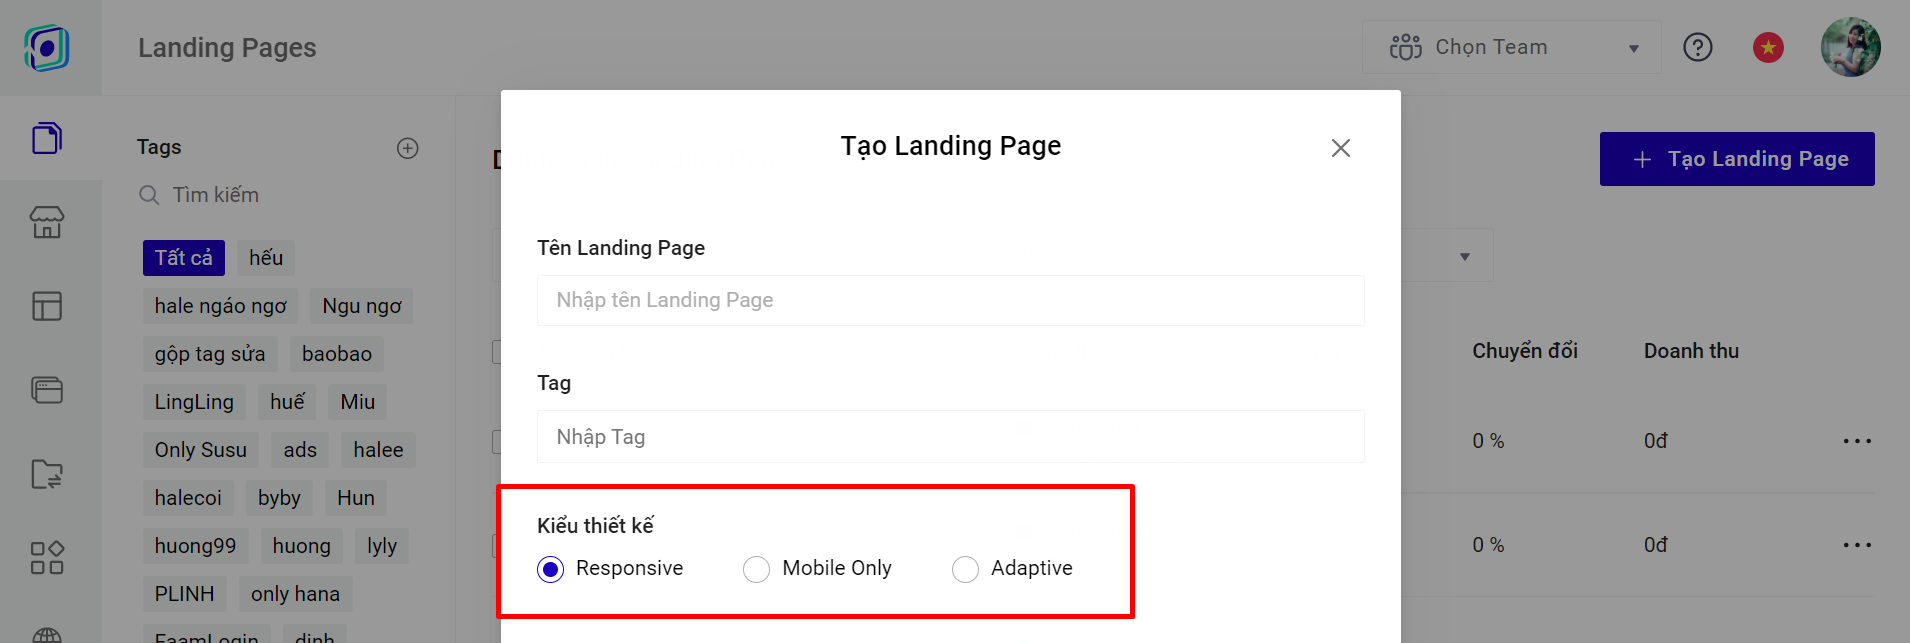 Landing Pages
Chọn Team
Tags
Tìm kiếm
Tất cả hếu
hale ngáo ngơ Ngu ngơ
gộp tag sửa baobao
LingLing huế Miu
Only Susu ads halee
halecoi byby Hun
huong99 huong lyly
PLINH only hana
FaamLogin dinh
Tạo Landing Page
Tên Landing Page
Nhập tên Landing Page
Tag
Nhập Tag
Kiểu thiết kế
Responsive Mobile Only Adaptive
+ Tạo Landing Page
Chuyển đổi Doanh thu
0 % 0đ
0 % 0đ